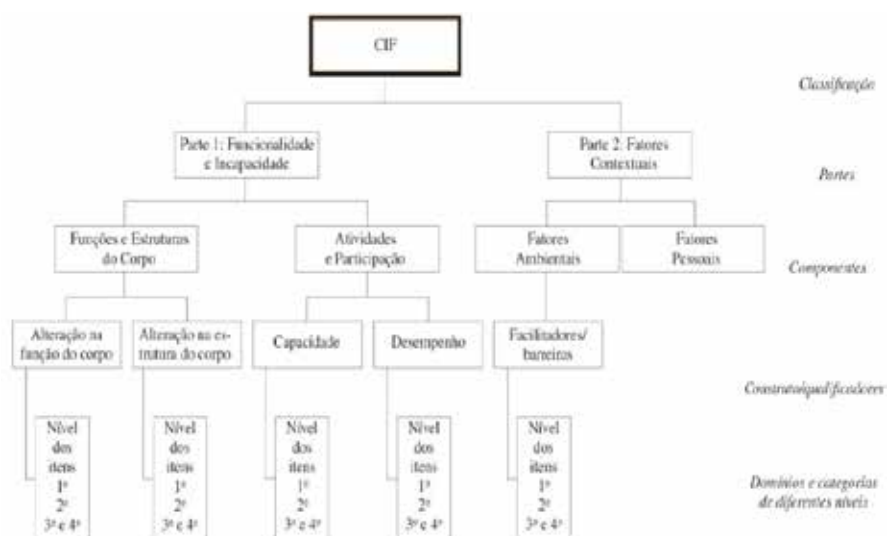 CIF
Classificação
Parte 1: Funcionalidade
e Incapacidade
Parte 2: Fatores
Contextuais
Partes
Funções e Estruturas
do Corpo
Atividades
e Participação
Fatores
Ambientais
Fatores
Pessoais
Componentes
Alteração na
função do corpo
Alteração na es-
trutura do corpo
Capacidade
Desempenho
Facilitadores/
barreiras
Construto/qualificadores
Nível
dos
itens
1º
2º
3º e 4º
Nível
dos
itens
1º
2º
3º e 4º
Nível
dos
itens
1º
2º
3º e 4º
Nível
dos
itens
1º
2º
3º e 4º
Nível
dos
itens
1º
2º
3º e 4º
Domínios e categorias
de diferentes níveis